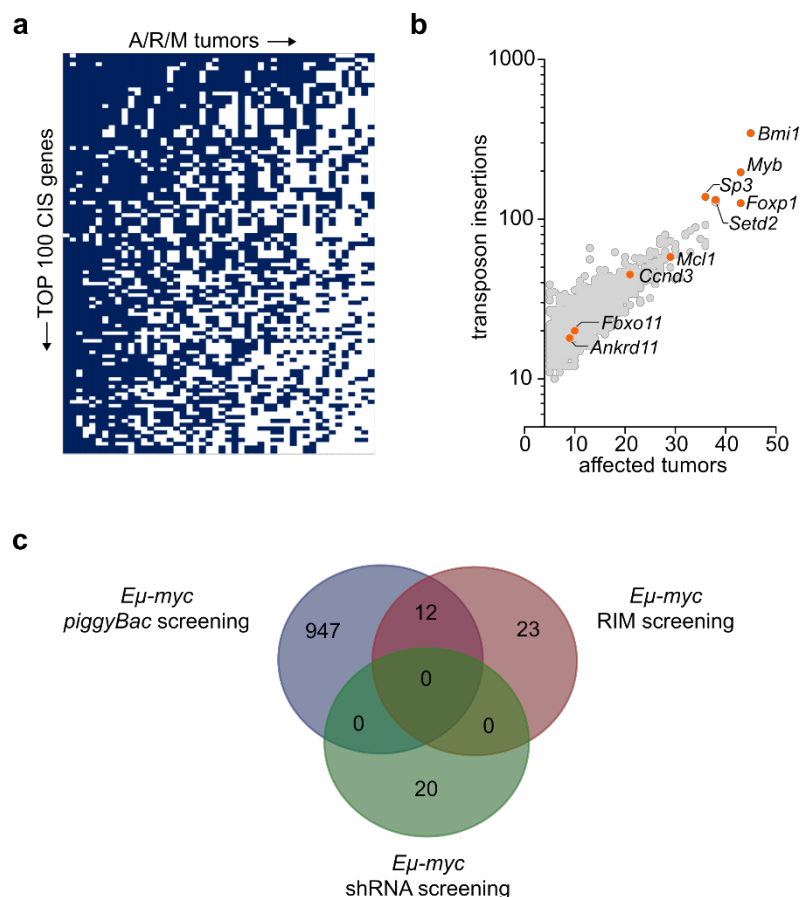 a
A/R/M tumors →
← TOP 100 CIS genes
b
1000
100
10
transposon insertions
Bmi1
Myb
Sp3
Foxp1
Setd2
Mcl1
Ccnd3
Fbxo11
Ankrd11
0 10 20 30 40 50
affected tumors
c
Eµ-myc
piggyBac screening
Eµ-myc
RIM screening
947
12
23
0
0
0
20
Eµ-myc
shRNA screening